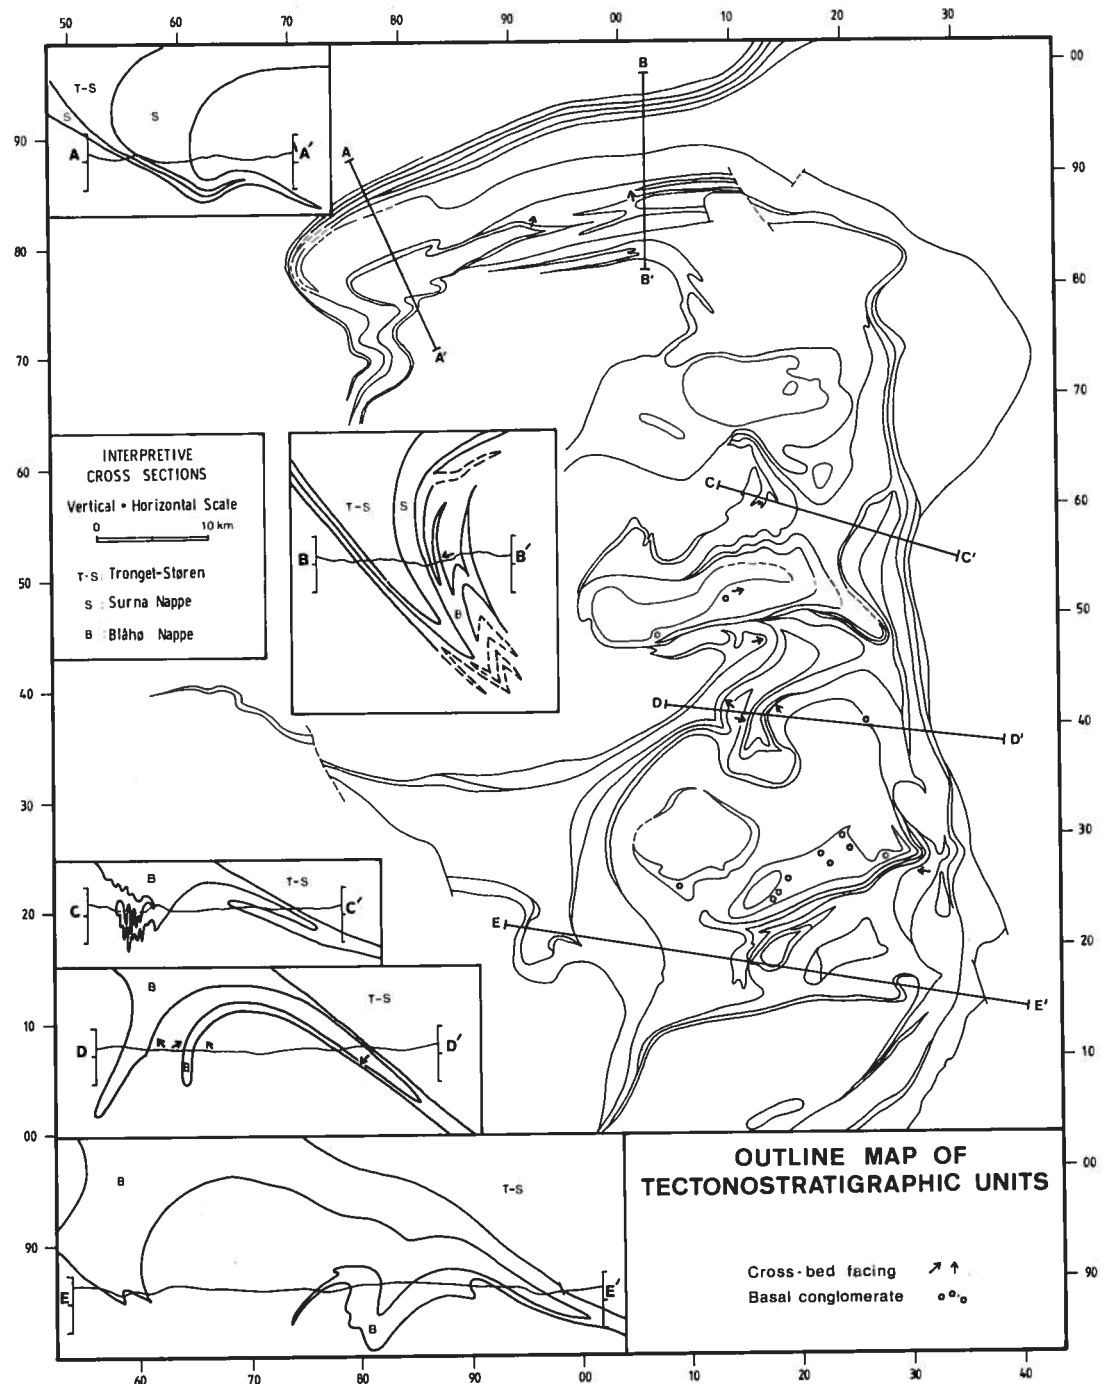 50 60 70 80 90 00 10 20 30
00
90
80
70
60
50
40
30
20
10
00
90
90
80
70
60
50
40
30
20
10
00
90
60 70 80 90 00 10 20 30 40
T-S
S
S
A
A'
A
A'
B
B'
INTERPRETIVE
CROSS SECTIONS
Vertical = Horizontal Scale
0 10 km
T-S : Tronget-Støren
S : Surna Nappe
B : Blåhø Nappe
T-S
S
B
B'
B
C
C'
D
D'
E
E'
B
T-S
C
C'
B
T-S
D
D'
B
B
T-S
E
E'
B
OUTLINE MAP OF
TECTONOSTRATIGRAPHIC UNITS
Cross-bed facing
Basal conglomerate